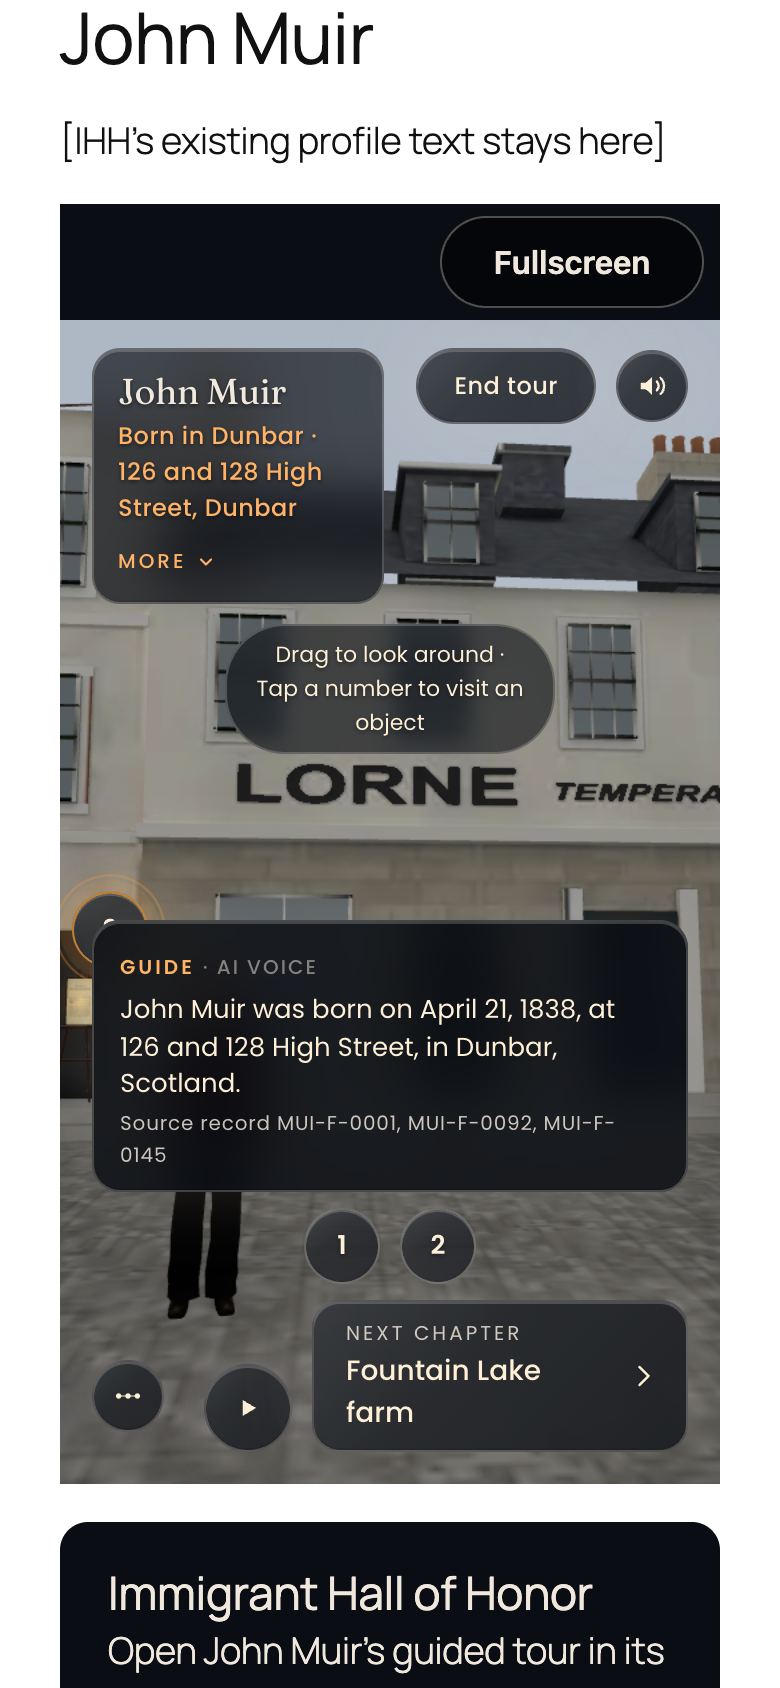 John Muir
[IHH's existing profile text stays here]
Fullscreen
John Muir
Born in Dunbar ·
126 and 128 High
Street, Dunbar
MORE
End tour
Drag to look around ·
Tap a number to visit an
object
LORNE TEMPERA
GUIDE · AI VOICE
John Muir was born on April 21, 1838, at
126 and 128 High Street, in Dunbar,
Scotland.
Source record MUI-F-0001, MUI-F-0092, MUI-F-
0145
1 2
NEXT CHAPTER
Fountain Lake
farm
Immigrant Hall of Honor
Open John Muir's guided tour in its